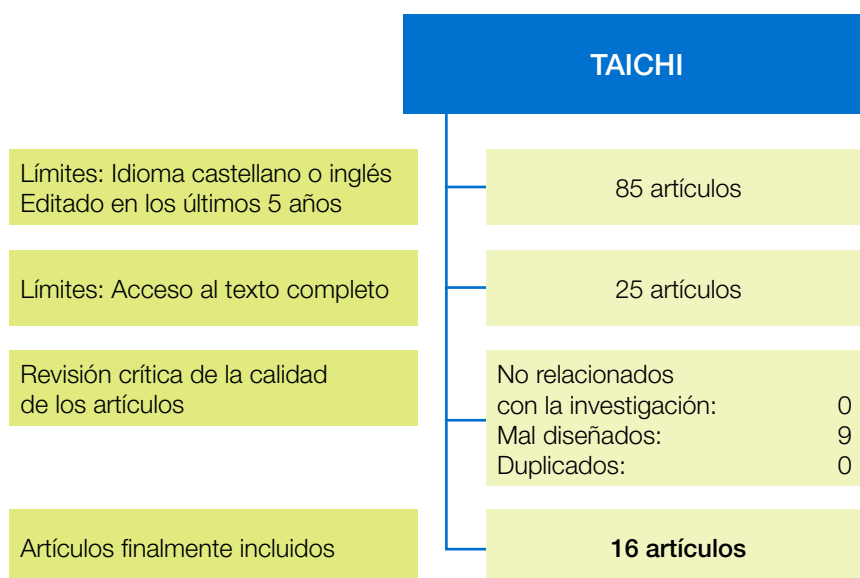 TAICHI
Límites: Idioma castellano o inglés
Editado en los últimos 5 años
85 artículos
Límites: Acceso al texto completo
25 artículos
Revisión crítica de la calidad
de los artículos
No relacionados
con la investigación: 0
Mal diseñados: 9
Duplicados: 0
Artículos finalmente incluidos
16 artículos